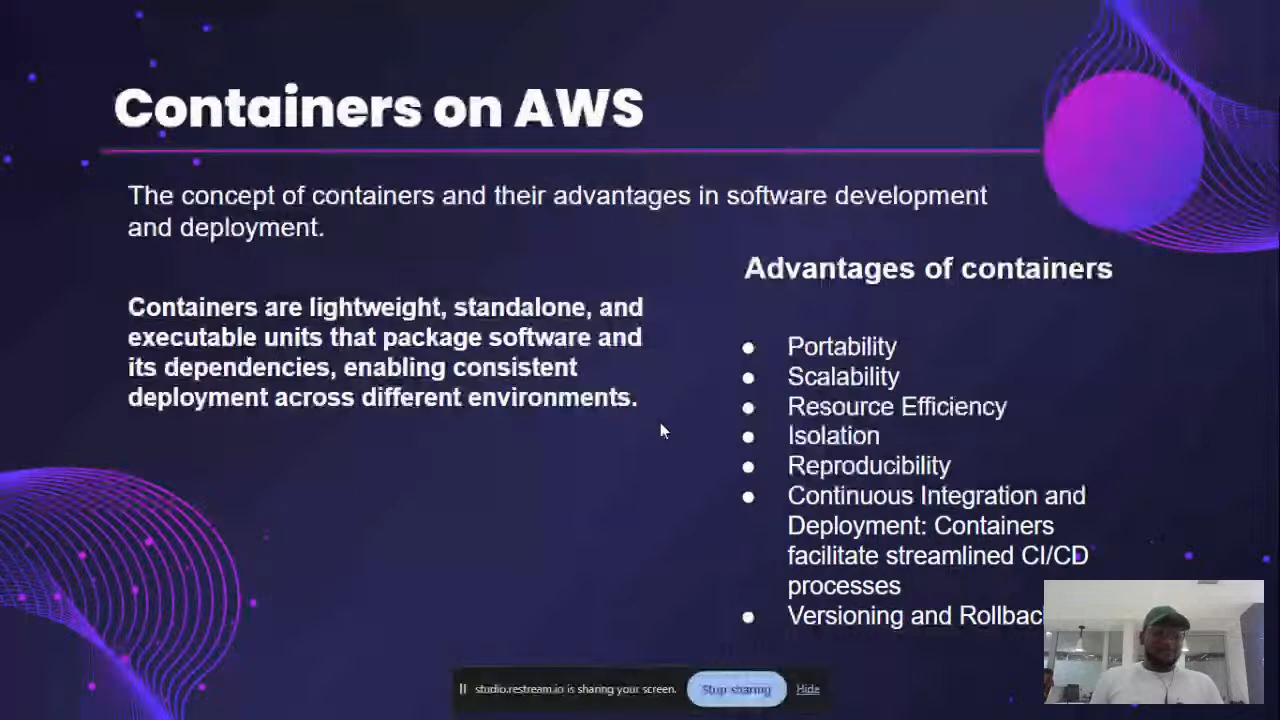 Containers on AWS
The concept of containers and their advantages in software development
and deployment.
Containers are lightweight, standalone, and
executable units that package software and
its dependencies, enabling consistent
deployment across different environments.
Advantages of containers
● Portability
● Scalability
● Resource Efficiency
● Isolation
● Reproducibility
● Continuous Integration and
Deployment: Containers
facilitate streamlined CI/CD
processes
● Versioning and Rollbac
studio.restream.io is sharing your screen.
Stop sharing
Hide